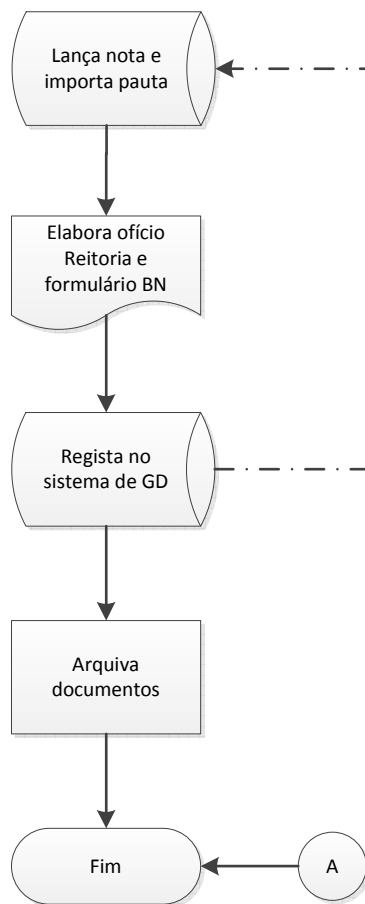 Lança nota e
importa pauta
Elabora ofício
Reitoria e
formulário BN
Regista no
sistema de GD
Arquiva
documentos
Fim
A